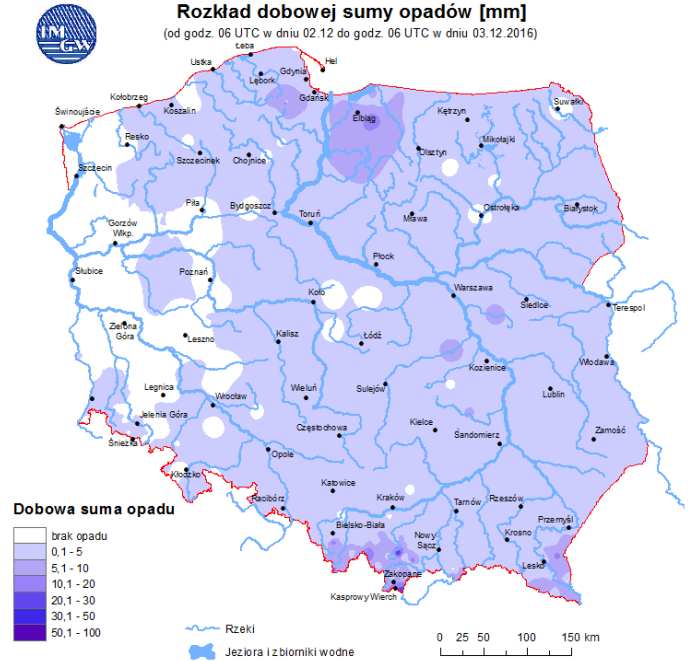 Rozkład dobowej sumy opadów [mm]
(od godz. 06 UTC w dniu 02.12 do godz. 06 UTC w dniu 03.12.2016)
IM
GW
Łeba
Ustka
Hel
Gdynia
Lębork
Gdańsk
Kołobrzeg
Koszalin
Suwałki
Świnoujście
Elbląg
Kętrzyn
Resko
Mikołajki
Olsztyn
Szczecinek
Chojnice
Szczecin
Piła
Bydgoszcz
Toruń
Mława
Ostrołęka
Białystok
Gorzów
Wlkp.
Płock
Słubice
Poznań
Koło
Warszawa
Siedlce
Terespol
Zielona
Góra
Leszno
Kalisz
Łódź
Kozienice
Włodawa
Legnica
Wrocław
Wieluń
Sulejów
Lublin
Jelenia Góra
Śnieżka
Częstochowa
Kielce
Sandomierz
Zamość
Opole
Kłodzko
Katowice
Racibórz
Kraków
Tarnów
Rzeszów
Bielsko-Biała
Nowy
Sącz
Krosno
Przemyśl
Lesko
Zakopane
Kasprowy Wierch
Dobowa suma opadu
brak opadu
0,1 - 5
5,1 - 10
10,1 - 20
20,1 - 30
30,1 - 50
50,1 - 100
Rzeki
Jeziora i zbiorniki wodne
0 25 50 100 150 km